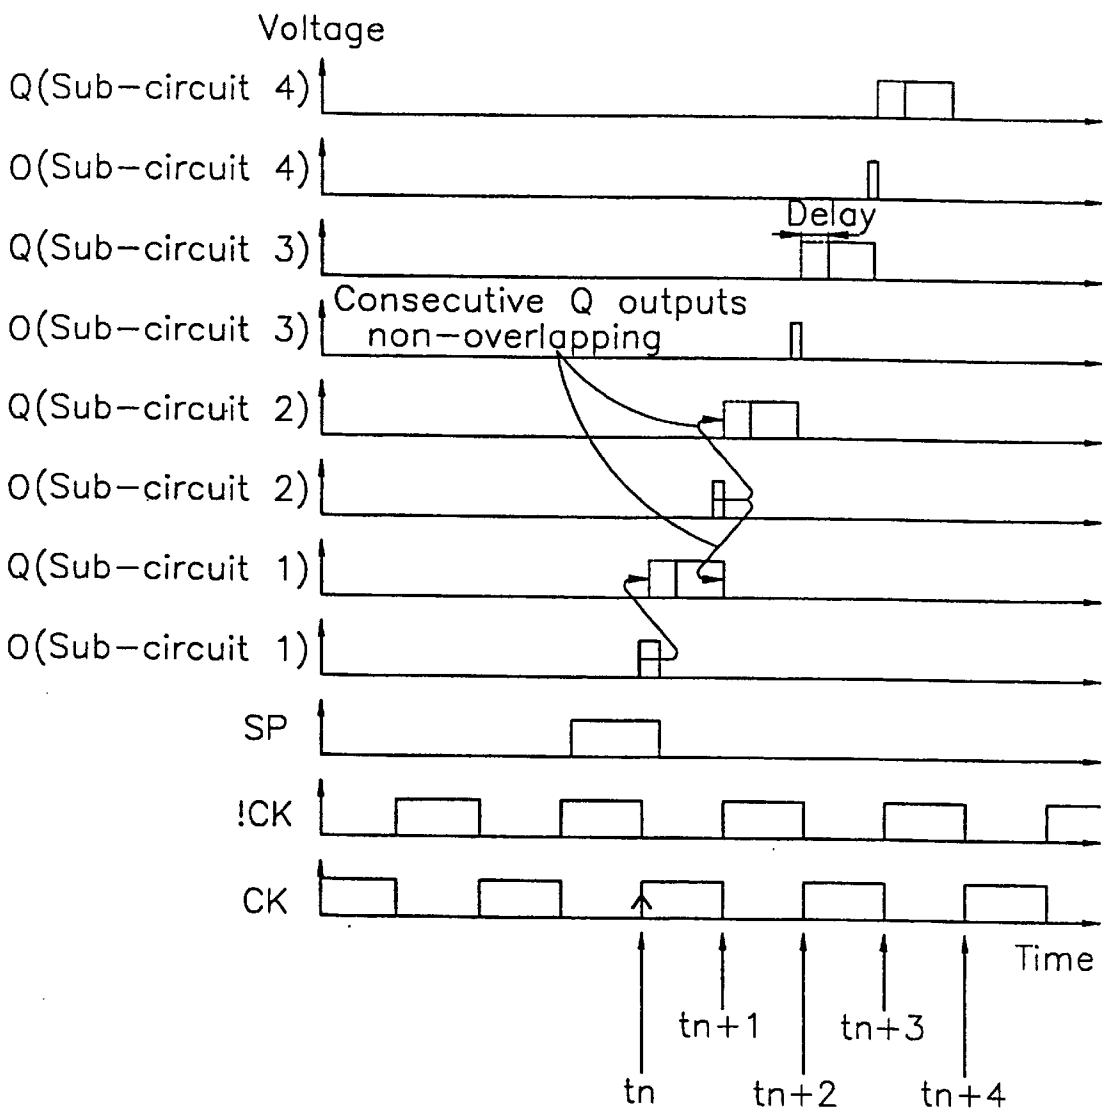 Voltage
Q(Sub-circuit 4)
O(Sub-circuit 4)
Delay
Q(Sub-circuit 3)
Consecutive Q outputs
non-overlapping
O(Sub-circuit 3)
Q(Sub-circuit 2)
O(Sub-circuit 2)
Q(Sub-circuit 1)
O(Sub-circuit 1)
SP
!CK
CK
Time
tn+1
tn+3
tn
tn+2
tn+4